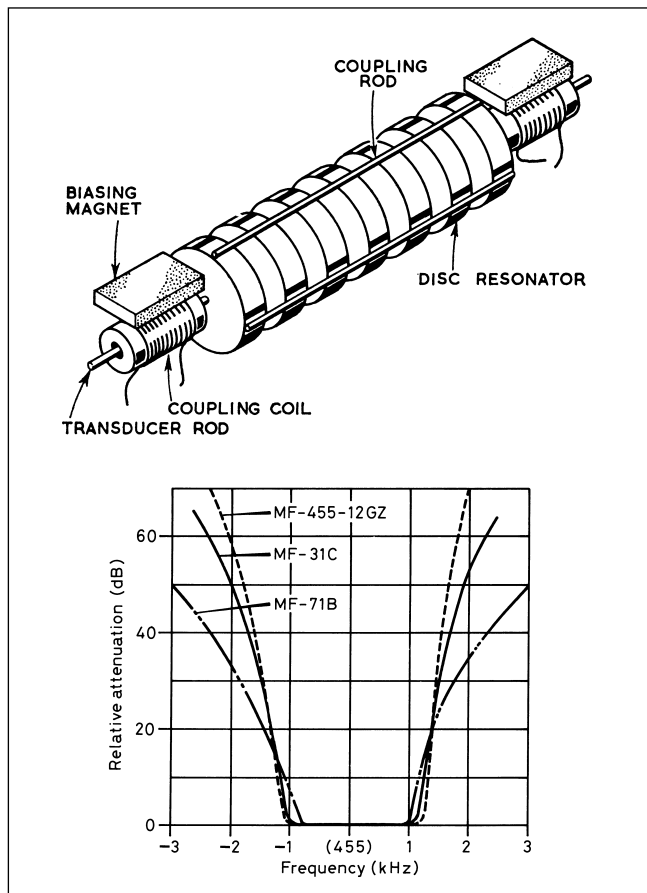 COUPLING
ROD
BIASING
MAGNET
DISC RESONATOR
COUPLING COIL
TRANSDUCER ROD
MF-455-12GZ
MF-31C
MF-71B
Relative attenuation (dB)
60
40
20
0
−3 −2 −1 (455) 1 2 3
Frequency (kHz)